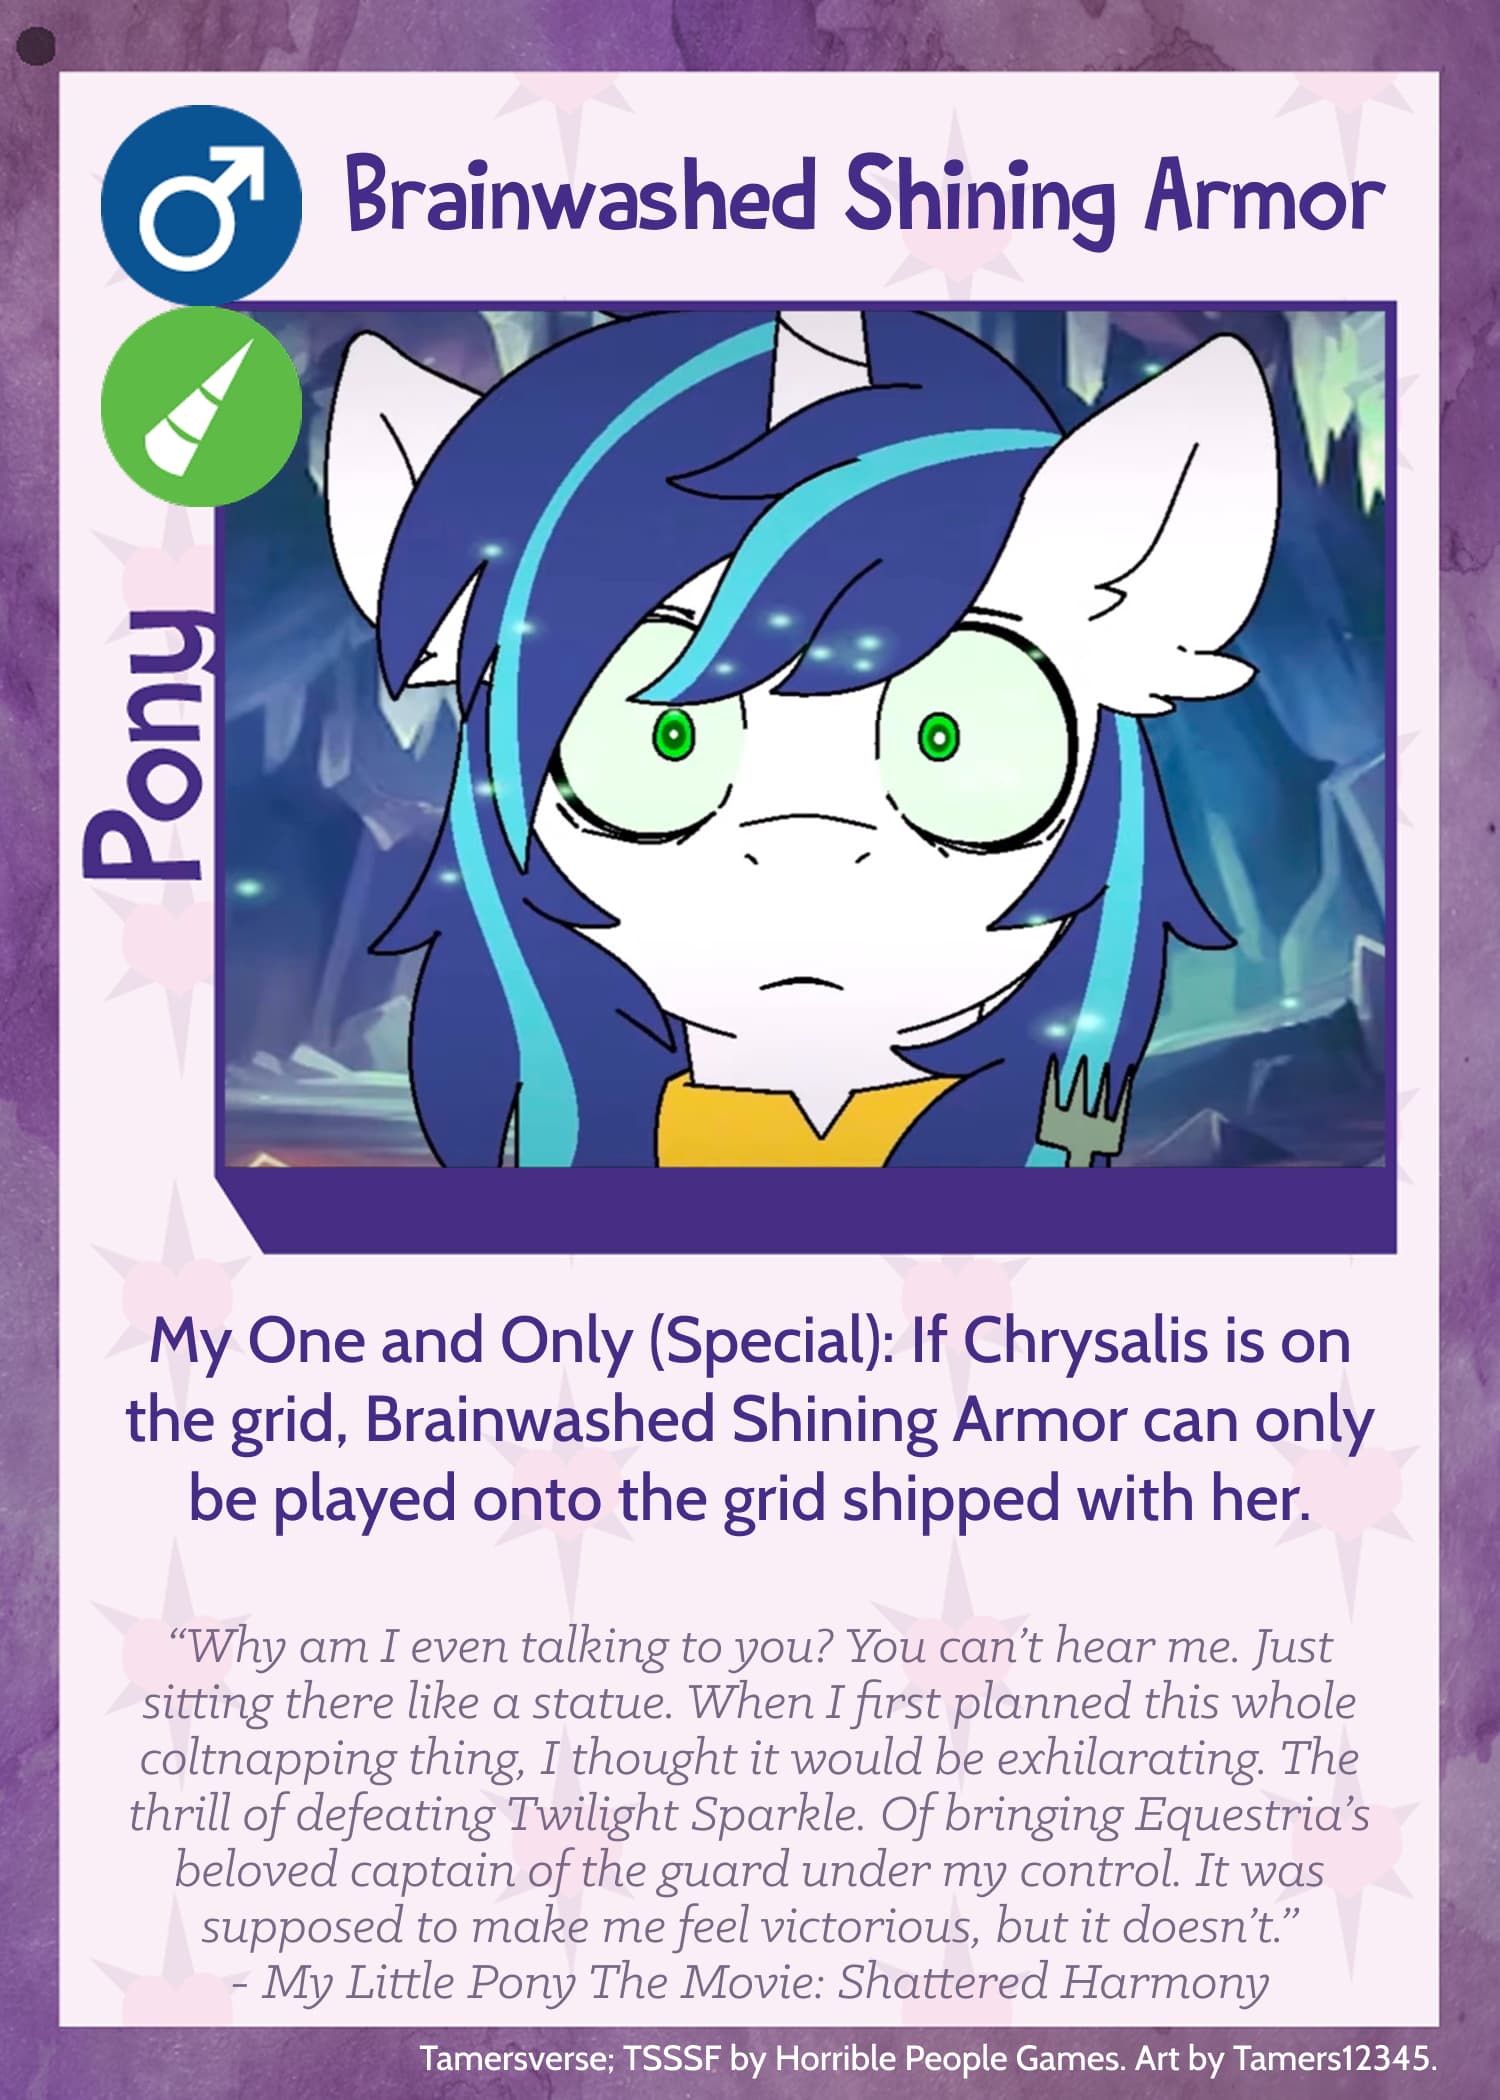 Brainwashed Shining Armor
Pony
My One and Only (Special): If Chrysalis is on
the grid, Brainwashed Shining Armor can only
be played onto the grid shipped with her.
“Why am I even talking to you? You can’t hear me. Just
sitting there like a statue. When I first planned this whole
coltnapping thing, I thought it would be exhilarating. The
thrill of defeating Twilight Sparkle. Of bringing Equestria’s
beloved captain of the guard under my control. It was
supposed to make me feel victorious, but it doesn’t.”
- My Little Pony The Movie: Shattered Harmony
Tamersverse; TSSSF by Horrible People Games. Art by Tamers12345.